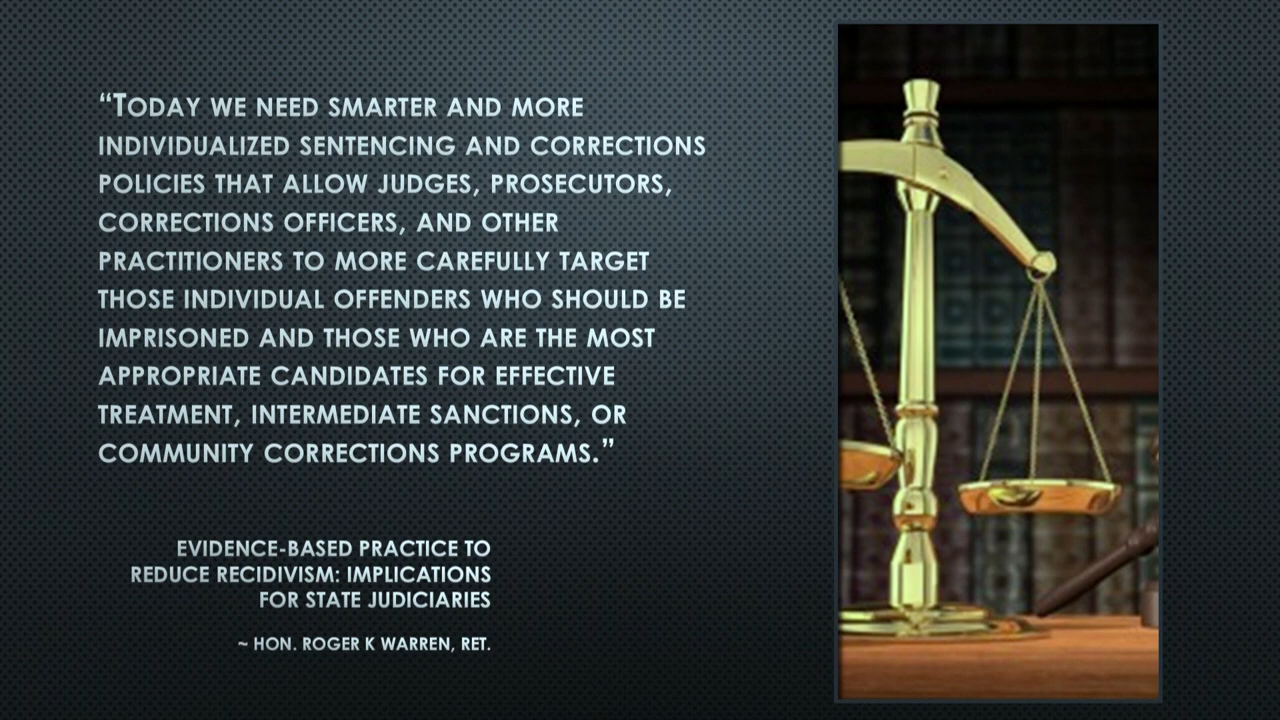 “TODAY WE NEED SMARTER AND MORE
INDIVIDUALIZED SENTENCING AND CORRECTIONS
POLICIES THAT ALLOW JUDGES, PROSECUTORS,
CORRECTIONS OFFICERS, AND OTHER
PRACTITIONERS TO MORE CAREFULLY TARGET
THOSE INDIVIDUAL OFFENDERS WHO SHOULD BE
IMPRISONED AND THOSE WHO ARE THE MOST
APPROPRIATE CANDIDATES FOR EFFECTIVE
TREATMENT, INTERMEDIATE SANCTIONS, OR
COMMUNITY CORRECTIONS PROGRAMS.”
EVIDENCE-BASED PRACTICE TO
REDUCE RECIDIVISM: IMPLICATIONS
FOR STATE JUDICIARIES
~ HON. ROGER K WARREN, RET.